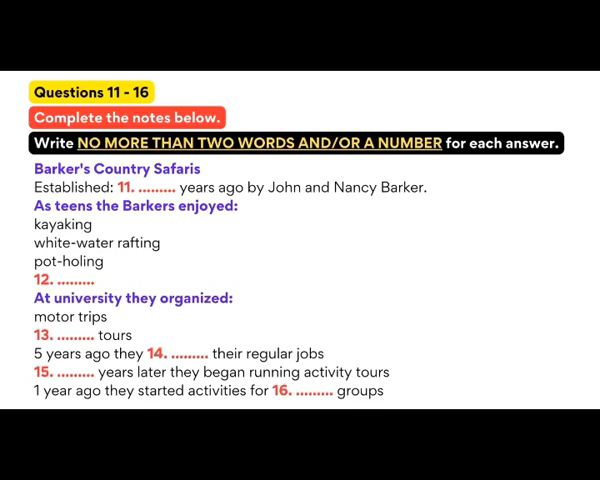 Questions 11 - 16
Complete the notes below.
Write NO MORE THAN TWO WORDS AND/OR A NUMBER for each answer.
Barker's Country Safaris
Established: 11. ......... years ago by John and Nancy Barker.
As teens the Barkers enjoyed:
kayaking
white-water rafting
pot-holing
12. .........
At university they organized:
motor trips
13. ......... tours
5 years ago they 14. ......... their regular jobs
15. ......... years later they began running activity tours
1 year ago they started activities for 16. ......... groups